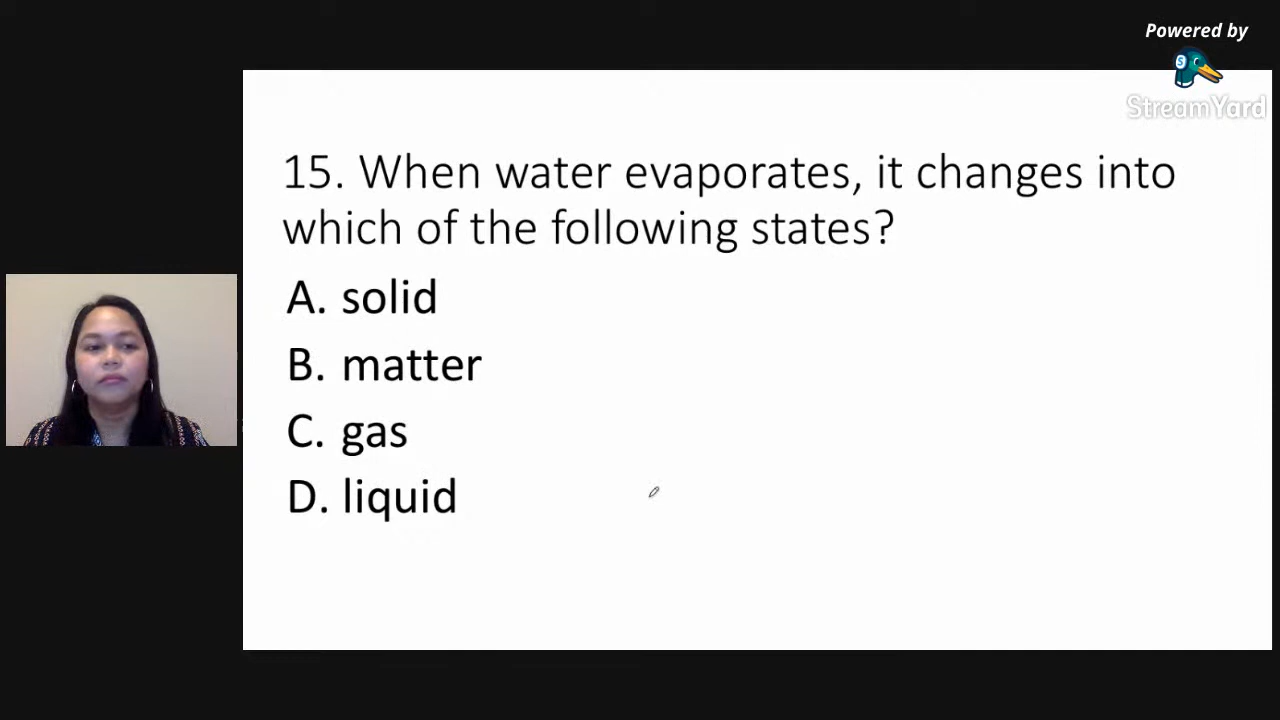 Powered by
StreamYard
15. When water evaporates, it changes into
which of the following states?
A. solid
B. matter
C. gas
D. liquid